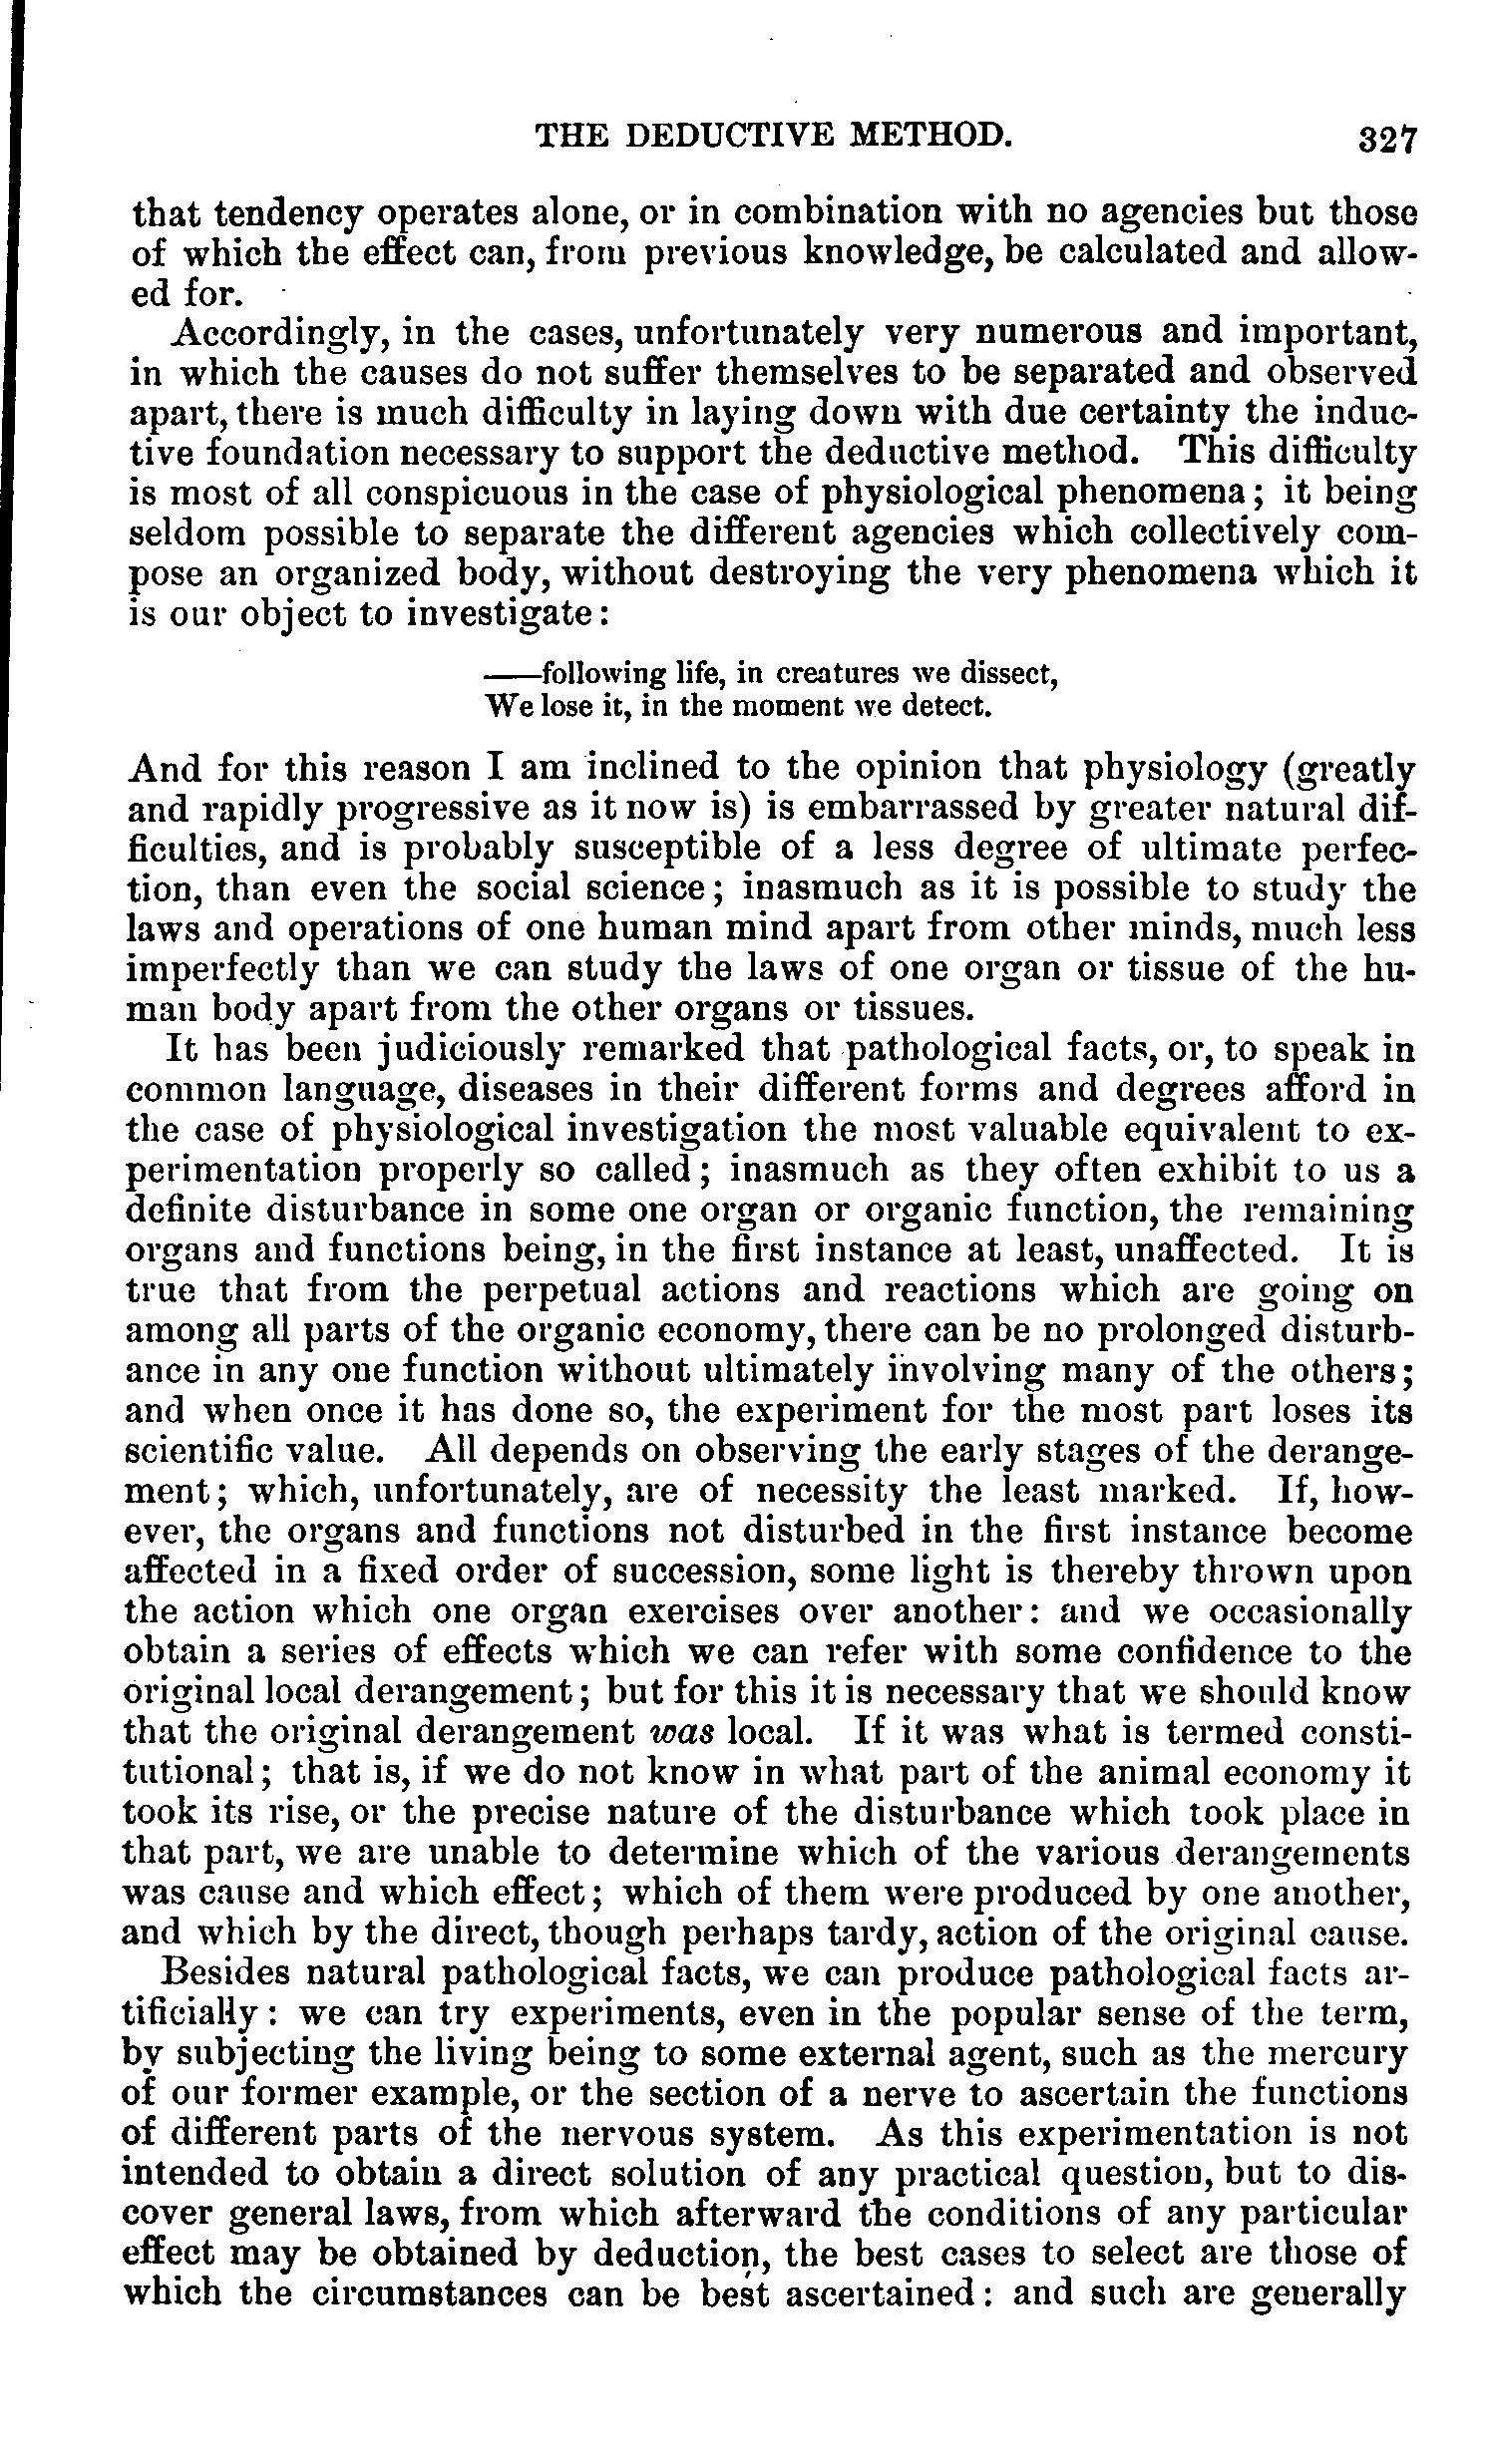 THE DEDUCTIVE METHOD. 327
that tendency operates alone, or in combination with no agencies but those
of which the effect can, from previous knowledge, be calculated and allow-
ed for.
Accordingly, in the cases, unfortunately very numerous and important,
in which the causes do not suffer themselves to be separated and observed
apart, there is much difficulty in laying down with due certainty the induc-
tive foundation necessary to support the deductive method. This difficulty
is most of all conspicuous in the case of physiological phenomena; it being
seldom possible to separate the different agencies which collectively com-
pose an organized body, without destroying the very phenomena which it
is our object to investigate:
——following life, in creatures we dissect,
We lose it, in the moment we detect.
And for this reason I am inclined to the opinion that physiology (greatly
and rapidly progressive as it now is) is embarrassed by greater natural dif-
ficulties, and is probably susceptible of a less degree of ultimate perfec-
tion, than even the social science; inasmuch as it is possible to study the
laws and operations of one human mind apart from other minds, much less
imperfectly than we can study the laws of one organ or tissue of the hu-
man body apart from the other organs or tissues.
It has been judiciously remarked that pathological facts, or, to speak in
common language, diseases in their different forms and degrees afford in
the case of physiological investigation the most valuable equivalent to ex-
perimentation properly so called; inasmuch as they often exhibit to us a
definite disturbance in some one organ or organic function, the remaining
organs and functions being, in the first instance at least, unaffected. It is
true that from the perpetual actions and reactions which are going on
among all parts of the organic economy, there can be no prolonged disturb-
ance in any one function without ultimately involving many of the others;
and when once it has done so, the experiment for the most part loses its
scientific value. All depends on observing the early stages of the derange-
ment; which, unfortunately, are of necessity the least marked. If, how-
ever, the organs and functions not disturbed in the first instance become
affected in a fixed order of succession, some light is thereby thrown upon
the action which one organ exercises over another: and we occasionally
obtain a series of effects which we can refer with some confidence to the
original local derangement; but for this it is necessary that we should know
that the original derangement was local. If it was what is termed consti-
tutional; that is, if we do not know in what part of the animal economy it
took its rise, or the precise nature of the disturbance which took place in
that part, we are unable to determine which of the various derangements
was cause and which effect; which of them were produced by one another,
and which by the direct, though perhaps tardy, action of the original cause.
Besides natural pathological facts, we can produce pathological facts ar-
tificially: we can try experiments, even in the popular sense of the term,
by subjecting the living being to some external agent, such as the mercury
of our former example, or the section of a nerve to ascertain the functions
of different parts of the nervous system. As this experimentation is not
intended to obtain a direct solution of any practical question, but to dis-
cover general laws, from which afterward the conditions of any particular
effect may be obtained by deduction, the best cases to select are those of
which the circumstances can be best ascertained: and such are generally